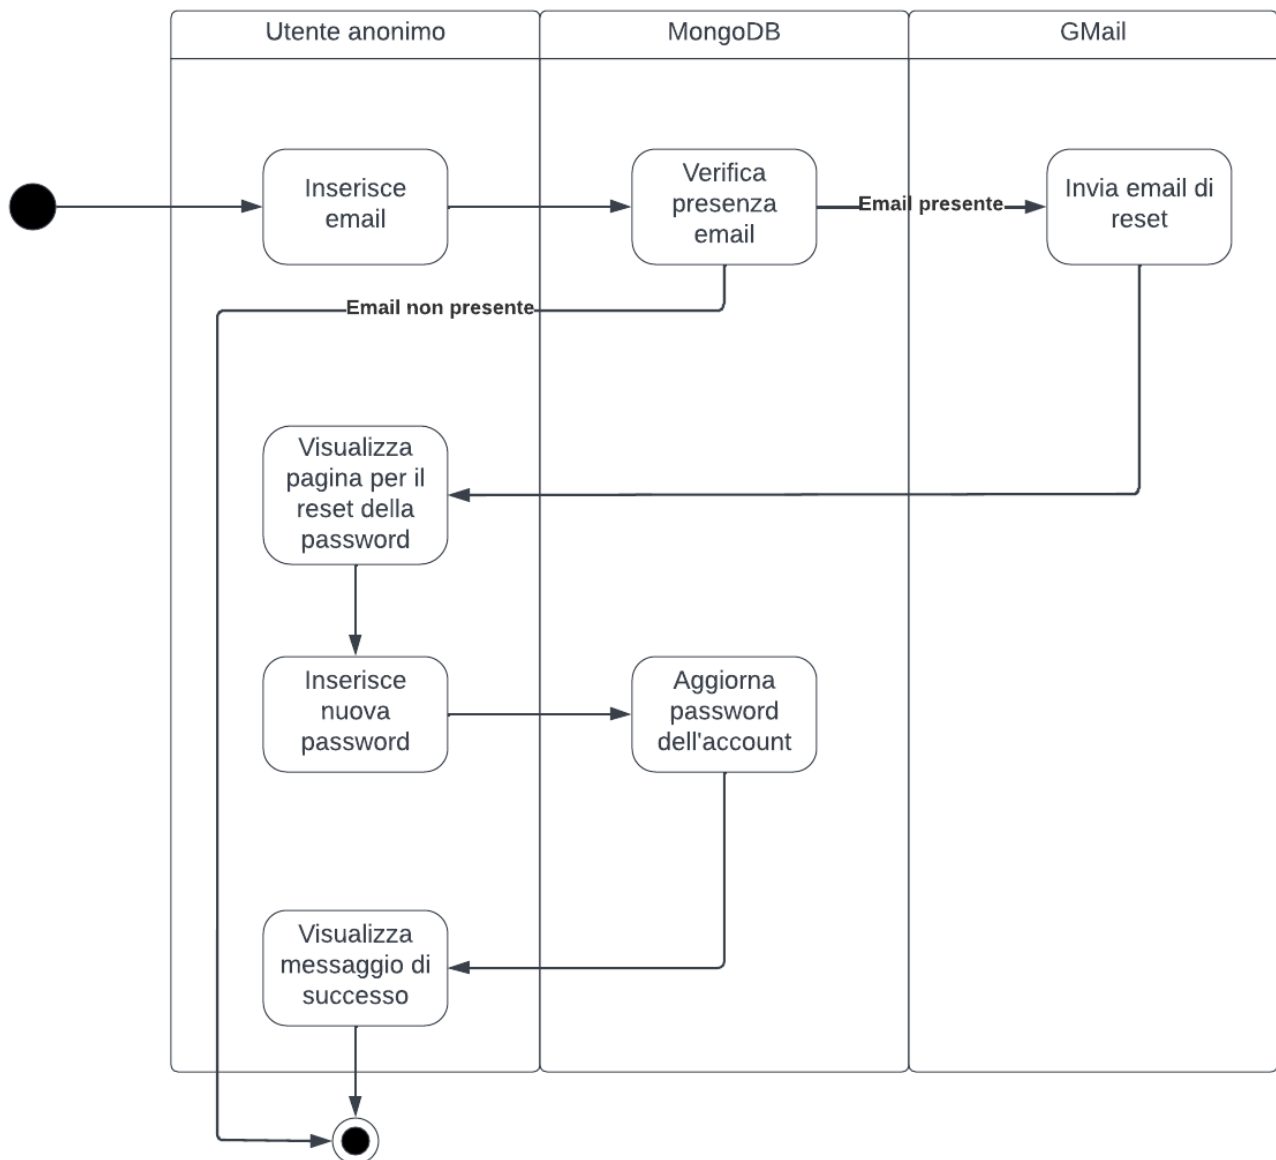 Utente anonimo
MongoDB
GMail
Inserisce
email
Verifica
presenza
email
Email presente
Invia email di
reset
Email non presente
Visualizza
pagina per il
reset della
password
Inserisce
nuova
password
Aggiorna
password
dell'account
Visualizza
messaggio di
successo